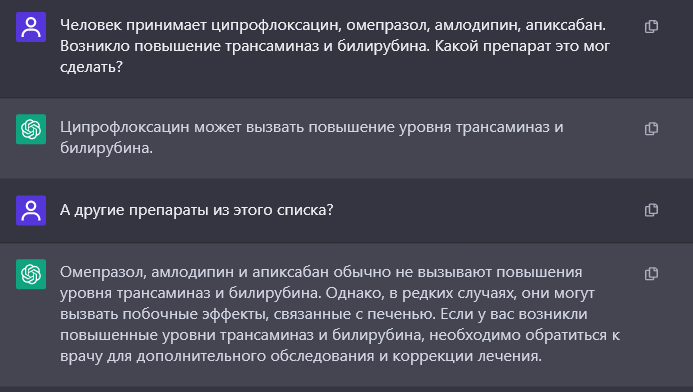 Человек принимает ципрофлоксацин, омепразол, амлодипин, апиксабан.
Возникло повышение трансаминаз и билирубина. Какой препарат это мог
сделать?
Ципрофлоксацин может вызвать повышение уровня трансаминаз и
билирубина.
А другие препараты из этого списка?
Омепразол, амлодипин и апиксабан обычно не вызывают повышения
уровня трансаминаз и билирубина. Однако, в редких случаях, они могут
вызвать побочные эффекты, связанные с печенью. Если у вас возникли
повышенные уровни трансаминаз и билирубина, необходимо обратиться к
врачу для дополнительного обследования и коррекции лечения.